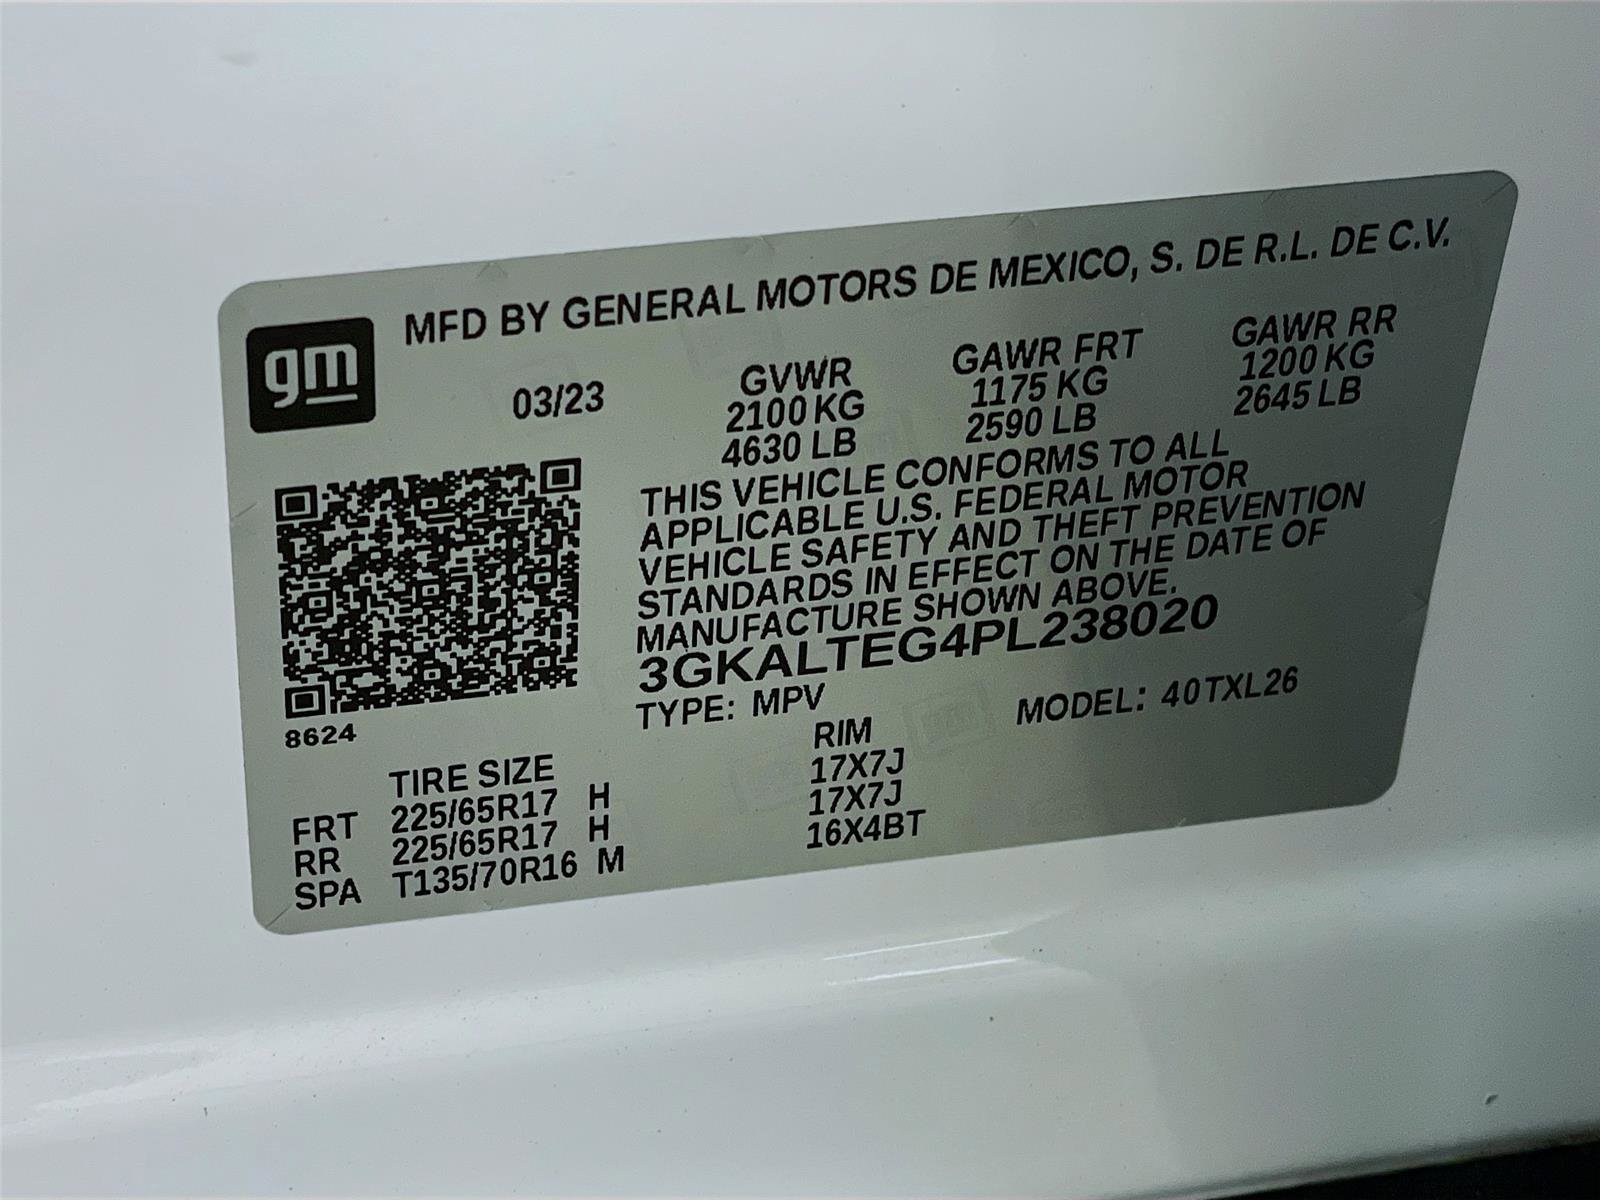 gm
MFD BY GENERAL MOTORS DE MEXICO, S. DE R.L. DE C.V.
03/23
GVWR GAWR FRT GAWR RR
2100 KG 1175 KG 1200 KG
4630 LB 2590 LB 2645 LB
THIS VEHICLE CONFORMS TO ALL
APPLICABLE U.S. FEDERAL MOTOR
VEHICLE SAFETY AND THEFT PREVENTION
STANDARDS IN EFFECT ON THE DATE OF
MANUFACTURE SHOWN ABOVE.
3GKALTEG4PL238020
TYPE: MPV MODEL: 40TXL26
8624
TIRE SIZE RIM
FRT 225/65R17 H 17X7J
RR 225/65R17 H 17X7J
SPA T135/70R16 M 16X4BT